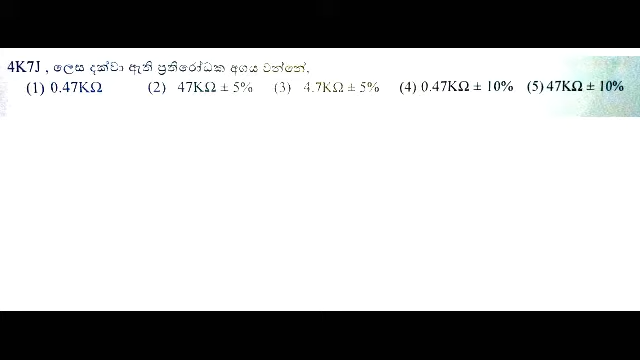 4K7J , ලෙස දක්වා ඇති ප්‍රතිරෝධක අගය වන්නේ,
(1) 0.47KΩ (2) 47KΩ ± 5% (3) 4.7KΩ ± 5% (4) 0.47KΩ ± 10% (5) 47KΩ ± 10%